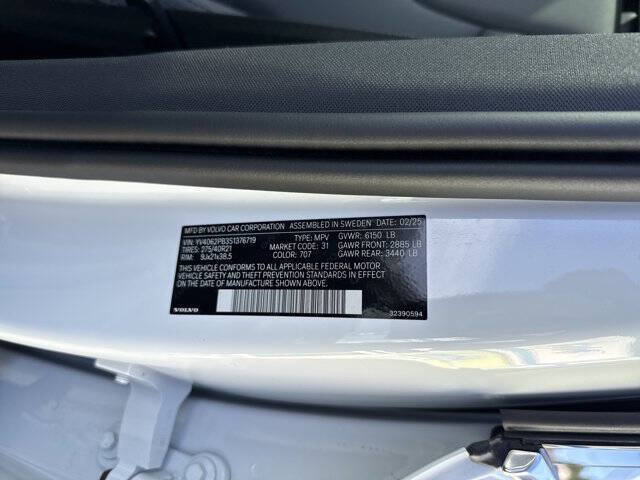 MFD BY VOLVO CAR CORPORATION ASSEMBLED IN SWEDEN DATE: 02/25
VIN: YV4062PB3S1376719 TYPE: MPV GVWR: 6150 LB
TIRES: 275/40R21 MARKET CODE: 31 GAWR FRONT: 2885 LB
RIM: 9Jx21x38.5 COLOR: 707 GAWR REAR: 3440 LB
THIS VEHICLE CONFORMS TO ALL APPLICABLE FEDERAL MOTOR
VEHICLE SAFETY AND THEFT PREVENTION STANDARDS IN EFFECT
ON THE DATE OF MANUFACTURE SHOWN ABOVE.
VOLVO 32390594